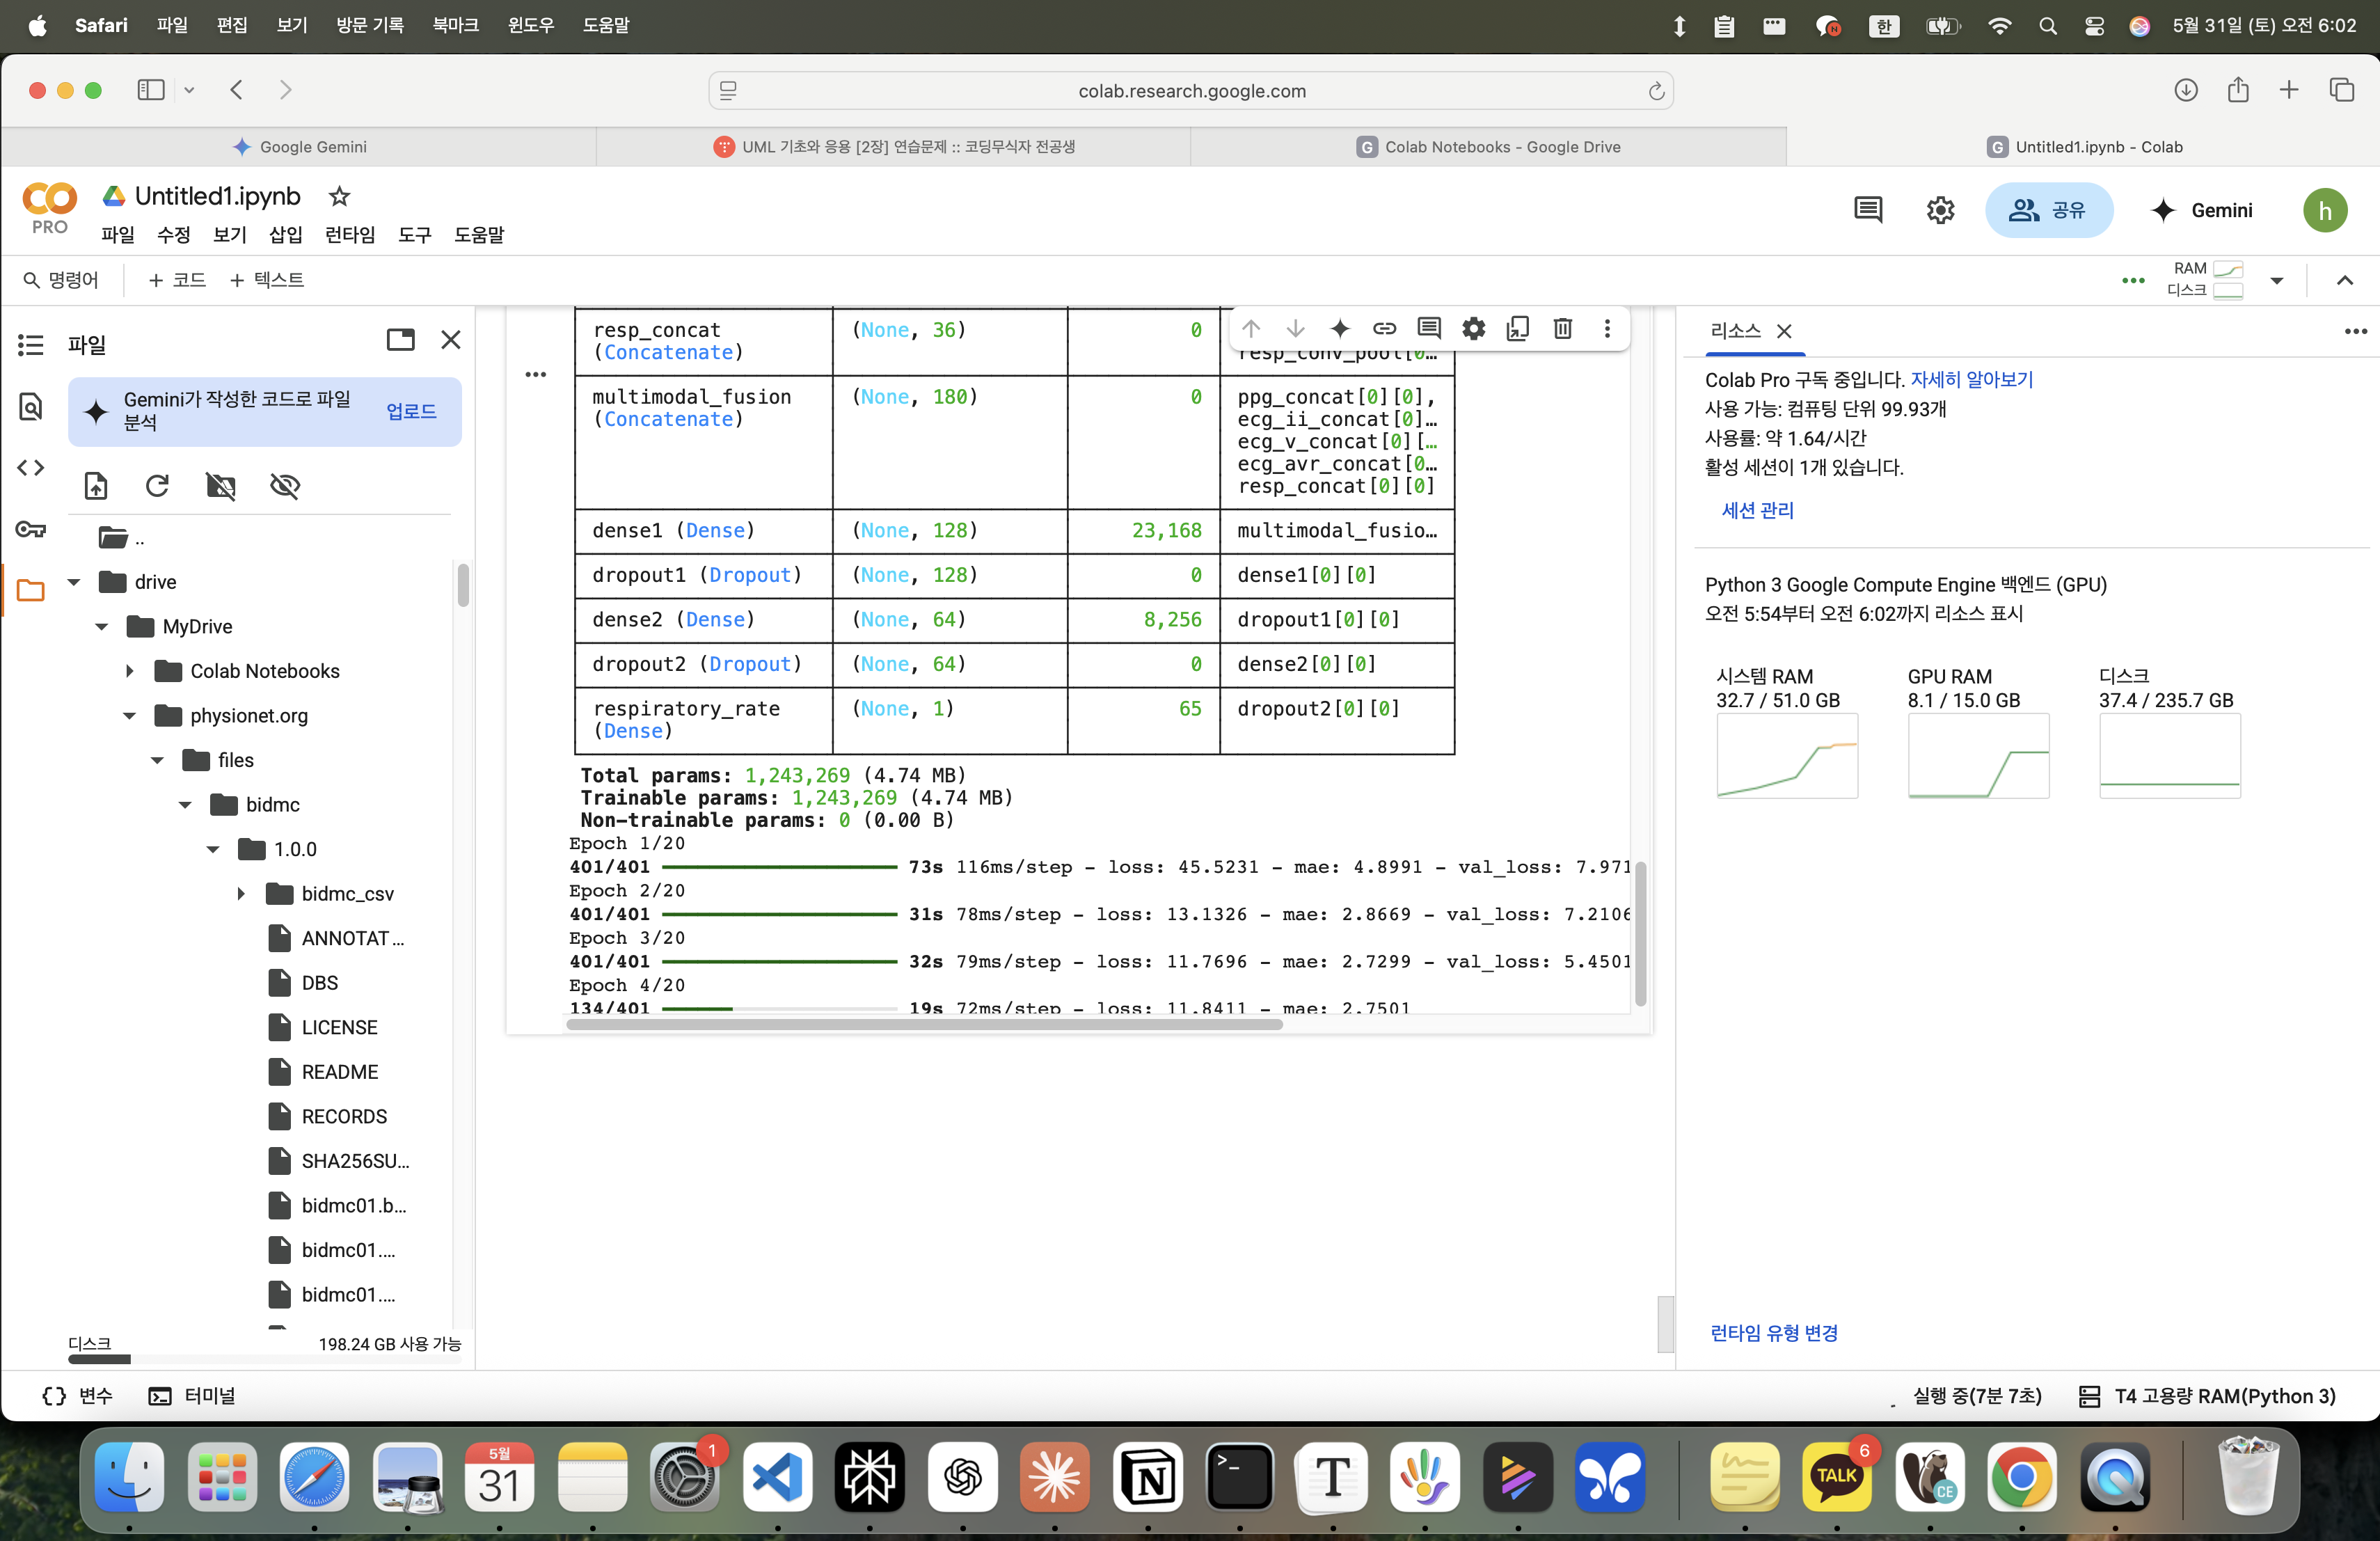 Safari 파일 편집 보기 방문 기록 북마크 윈도우 도움말
한 5월 31일 (토) 오전 6:02
colab.research.google.com
Google Gemini
UML 기초와 응용 [2장] 연습문제 :: 코딩무식자 전공생
G Colab Notebooks - Google Drive
G Untitled1.ipynb - Colab
PRO
Untitled1.ipynb
파일 수정 보기 삽입 런타임 도구 도움말
공유
Gemini
h
명령어 + 코드 + 텍스트
RAM
디스크
파일
Gemini가 작성한 코드로 파일
분석
업로드
..
drive
MyDrive
Colab Notebooks
physionet.org
files
bidmc
1.0.0
bidmc_csv
ANNOTAT...
DBS
LICENSE
README
RECORDS
SHA256SU...
bidmc01.b...
bidmc01....
bidmc01....
디스크 198.24 GB 사용 가능
resp_concat (None, 36) 0
(Concatenate) resp_conv_pool[0…
multimodal_fusion (None, 180) 0 ppg_concat[0][0],
(Concatenate) ecg_ii_concat[0]…
ecg_v_concat[0][…
ecg_avr_concat[0…
resp_concat[0][0]
dense1 (Dense) (None, 128) 23,168 multimodal_fusio…
dropout1 (Dropout) (None, 128) 0 dense1[0][0]
dense2 (Dense) (None, 64) 8,256 dropout1[0][0]
dropout2 (Dropout) (None, 64) 0 dense2[0][0]
respiratory_rate (None, 1) 65 dropout2[0][0]
(Dense)
Total params: 1,243,269 (4.74 MB)
Trainable params: 1,243,269 (4.74 MB)
Non-trainable params: 0 (0.00 B)
Epoch 1/20
401/401 73s 116ms/step - loss: 45.5231 - mae: 4.8991 - val_loss: 7.971
Epoch 2/20
401/401 31s 78ms/step - loss: 13.1326 - mae: 2.8669 - val_loss: 7.2106
Epoch 3/20
401/401 32s 79ms/step - loss: 11.7696 - mae: 2.7299 - val_loss: 5.4501
Epoch 4/20
134/401 19s 72ms/step - loss: 11.8411 - mae: 2.7501
리소스
Colab Pro 구독 중입니다. 자세히 알아보기
사용 가능: 컴퓨팅 단위 99.93개
사용률: 약 1.64/시간
활성 세션이 1개 있습니다.
세션 관리
Python 3 Google Compute Engine 백엔드 (GPU)
오전 5:54부터 오전 6:02까지 리소스 표시
시스템 RAM
32.7 / 51.0 GB
GPU RAM
8.1 / 15.0 GB
디스크
37.4 / 235.7 GB
런타임 유형 변경
변수 터미널
실행 중(7분 7초) T4 고용량 RAM(Python 3)
5월
31
1
N
T
TALK
6
CE